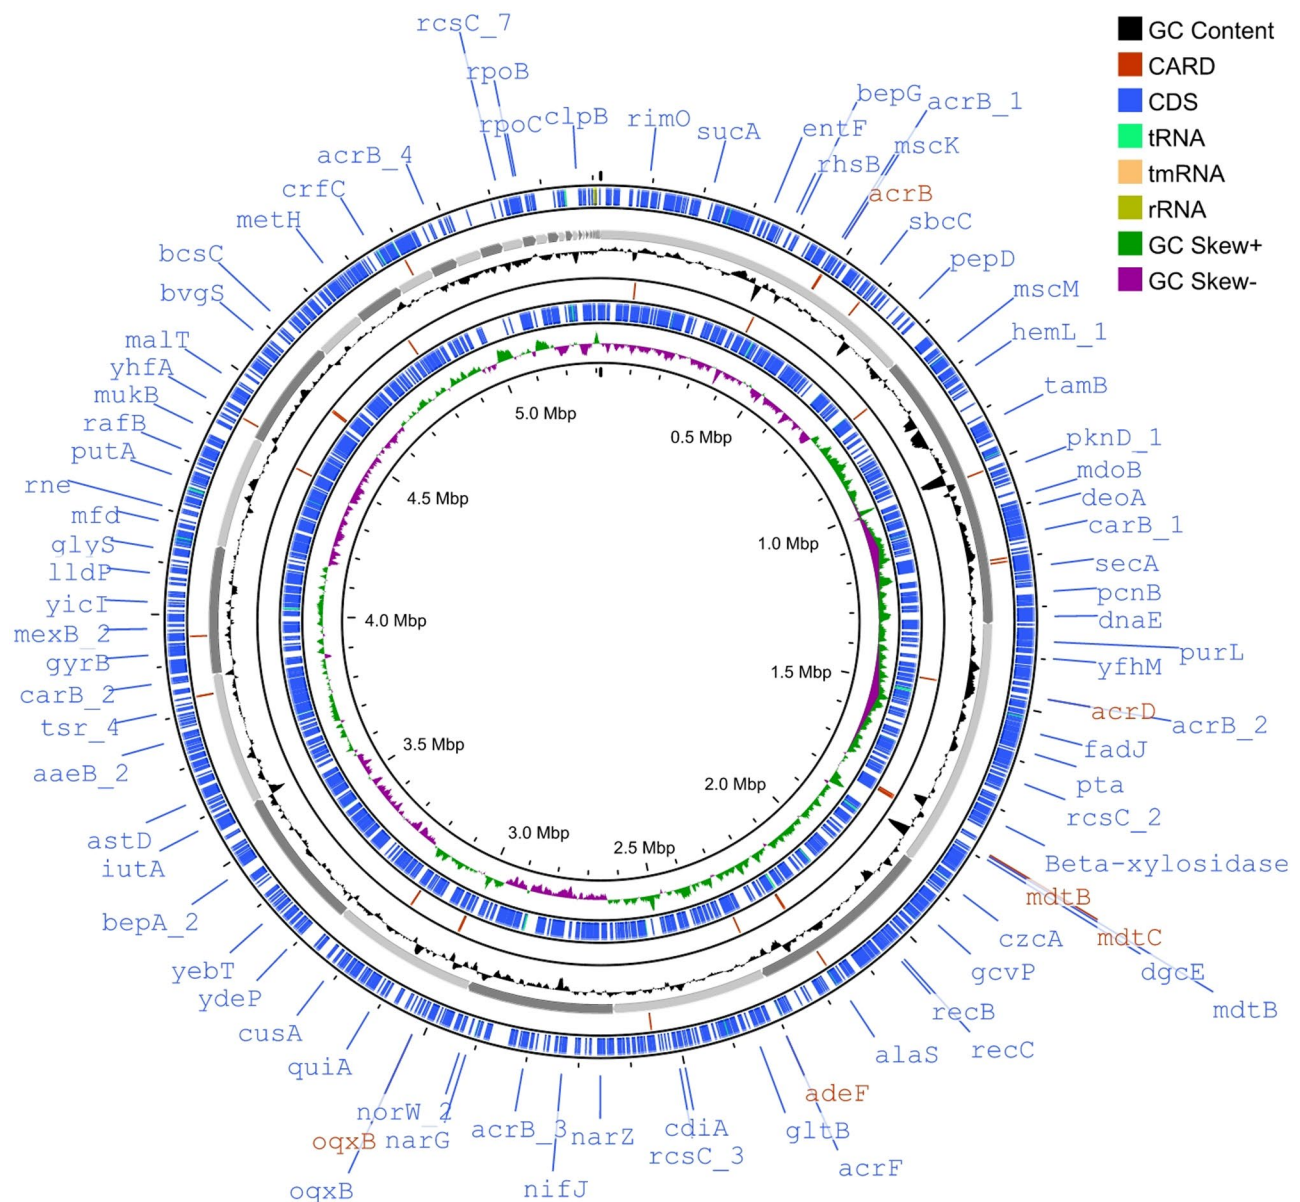 rcsC_7
rpoB
rpoC
clpB
rimO
sucA
entF
bepG
acrB_1
rhsB
mscK
acrB
sbcC
pepD
mscM
hemL_1
tamB
pknD_1
mdoB
deoA
carB_1
secA
pcnB
dnaE
purL
yfhM
acrD
acrB_2
fadJ
pta
rcsC_2
Beta-xylosidase
mdtB
mdtC
dgcE
mdtB
czcA
gcvP
recB
recC
alaS
adeF
gltB
acrF
cdiA
rcsC_3
narZ
nifJ
acrB_3
narG
norW_2
oqxB
oqxB
quiA
cusA
ydeP
yebT
bepA_2
iutA
astD
aaeB_2
tsr_4
carB_2
gyrB
mexB_2
yicI
lldP
glyS
mfd
rne
putA
rafB
mukB
yhfA
malT
bvgS
bcsC
metH
crfC
acrB_4
GC Content
CARD
CDS
tRNA
tmRNA
rRNA
GC Skew+
GC Skew-
0.5 Mbp
1.0 Mbp
1.5 Mbp
2.0 Mbp
2.5 Mbp
3.0 Mbp
3.5 Mbp
4.0 Mbp
4.5 Mbp
5.0 Mbp